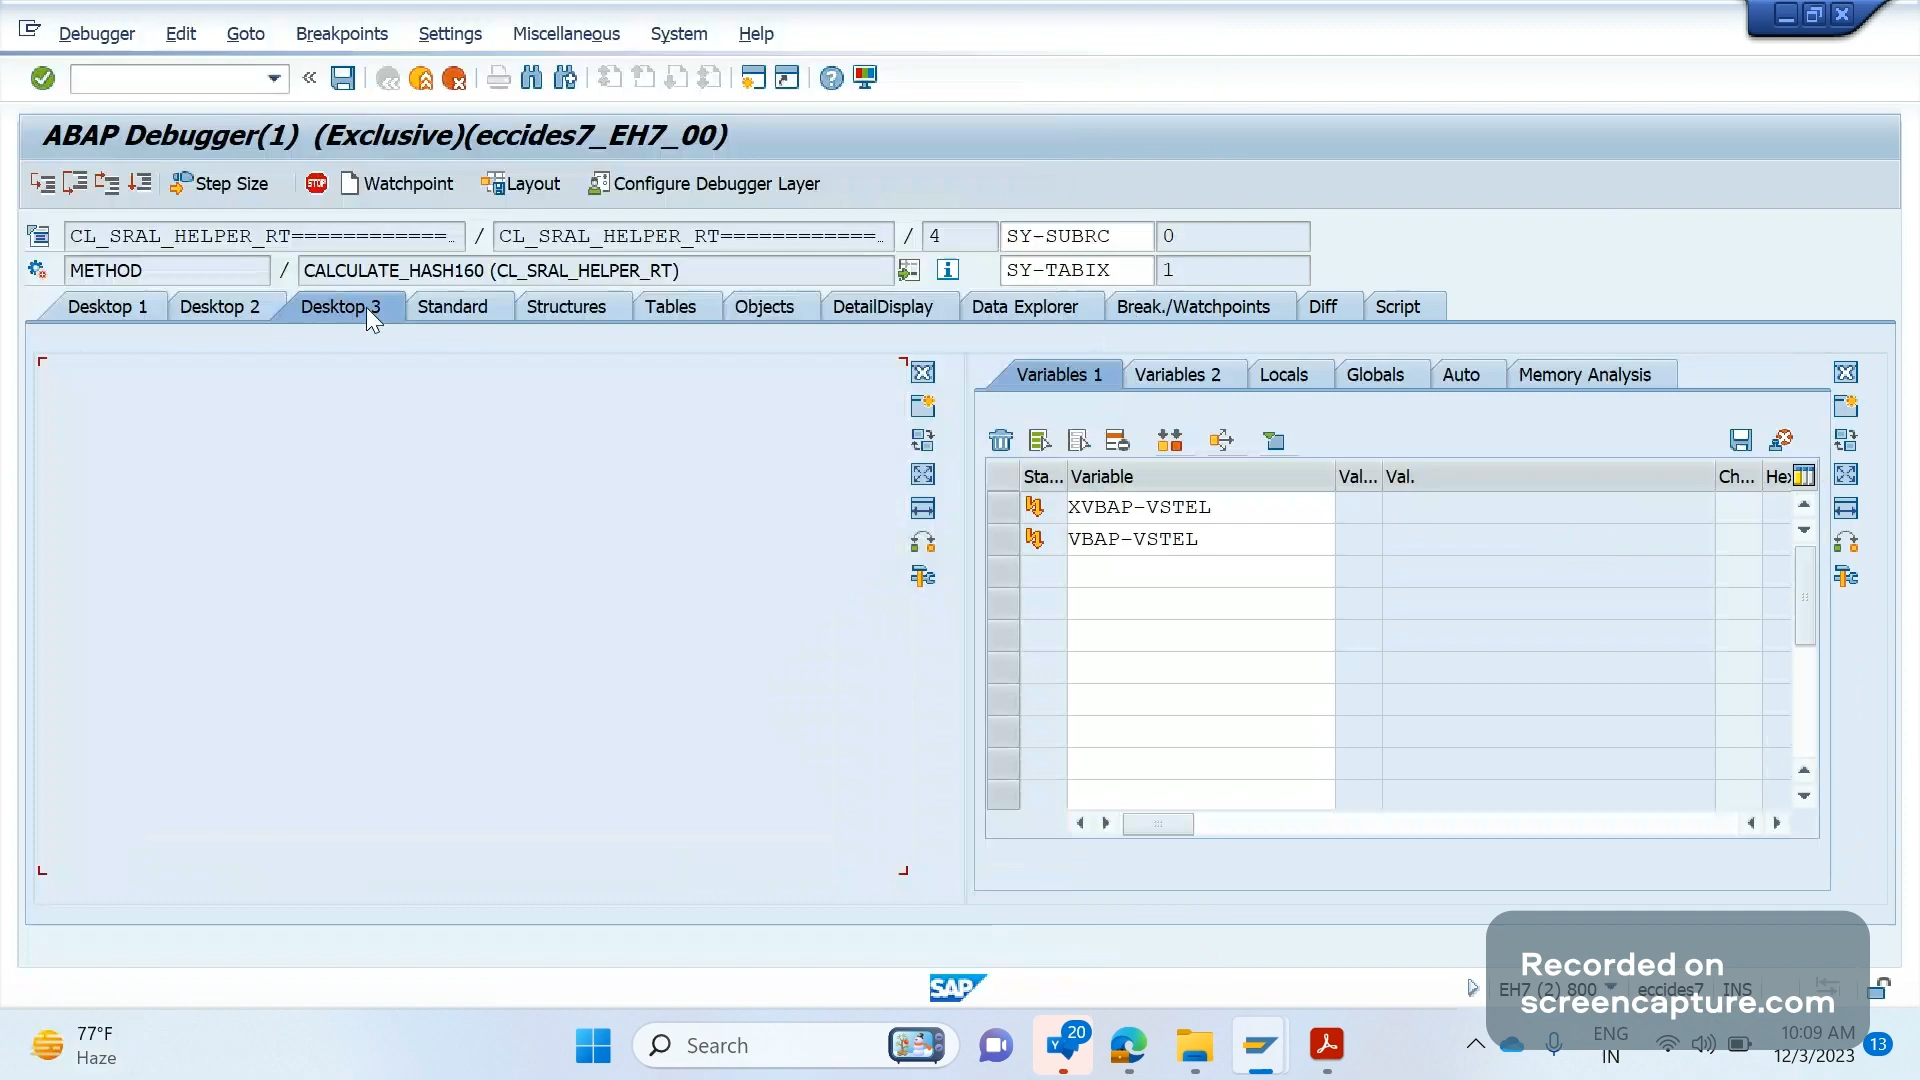 Debugger Edit Goto Breakpoints Settings Miscellaneous System Help
ABAP Debugger(1) (Exclusive)(eccides7_EH7_00)
Step Size STOP Watchpoint Layout Configure Debugger Layer
CL_SRAL_HELPER_RT============… / CL_SRAL_HELPER_RT============… / 4 SY-SUBRC 0
METHOD / CALCULATE_HASH160 (CL_SRAL_HELPER_RT) SY-TABIX 1
Desktop 1 Desktop 2 Desktop 3 Standard Structures Tables Objects DetailDisplay Data Explorer Break./Watchpoints Diff Script
Variables 1 Variables 2 Locals Globals Auto Memory Analysis
Sta... Variable Val... Val. Ch... Hex
XVBAP-VSTEL
VBAP-VSTEL
SAP
EH7 (2) 800 eccides7 INS
Recorded on
screencapture.com
77°F
Haze
Search
20
ENG
IN
10:09 AM
12/3/2023
13